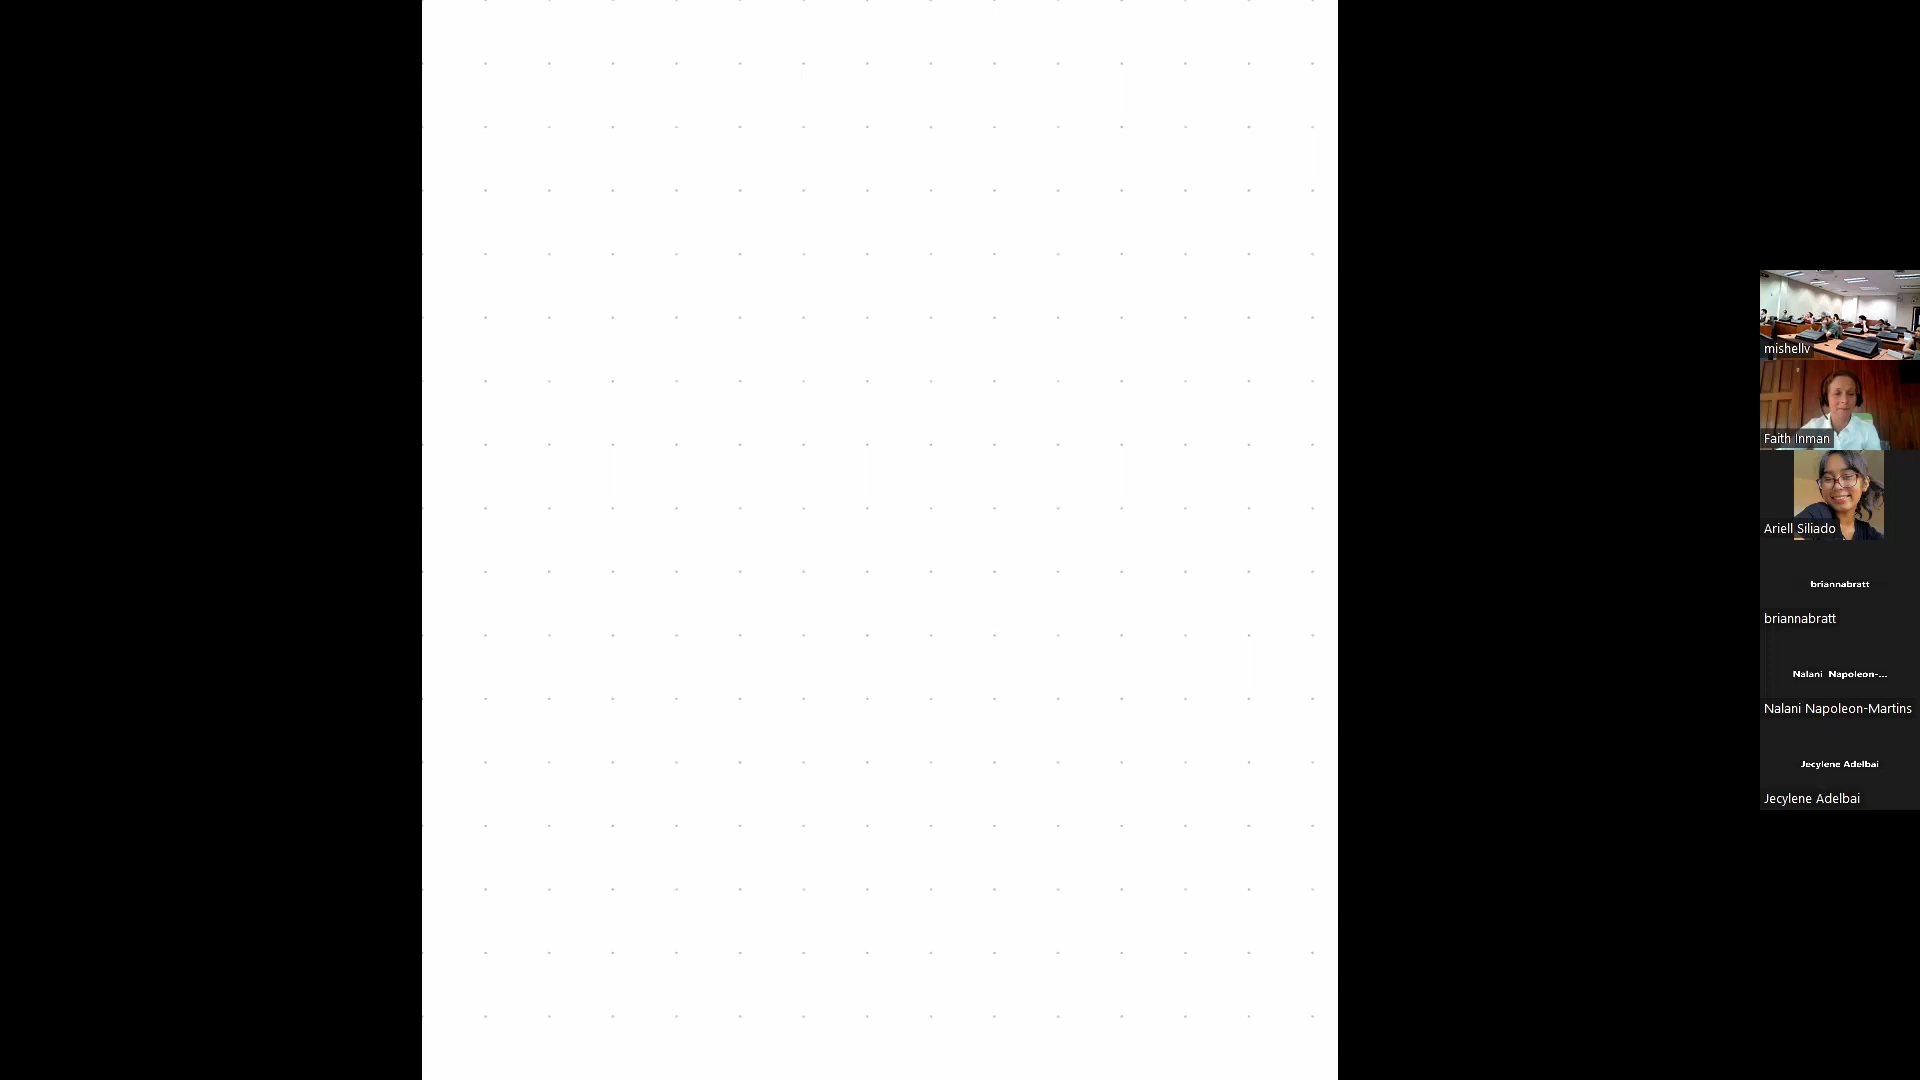 mishellv
Faith Inman
Ariell Siliado
briannabratt
briannabratt
Nalani Napoleon-...
Nalani Napoleon-Martins
Jecylene Adelbai
Jecylene Adelbai